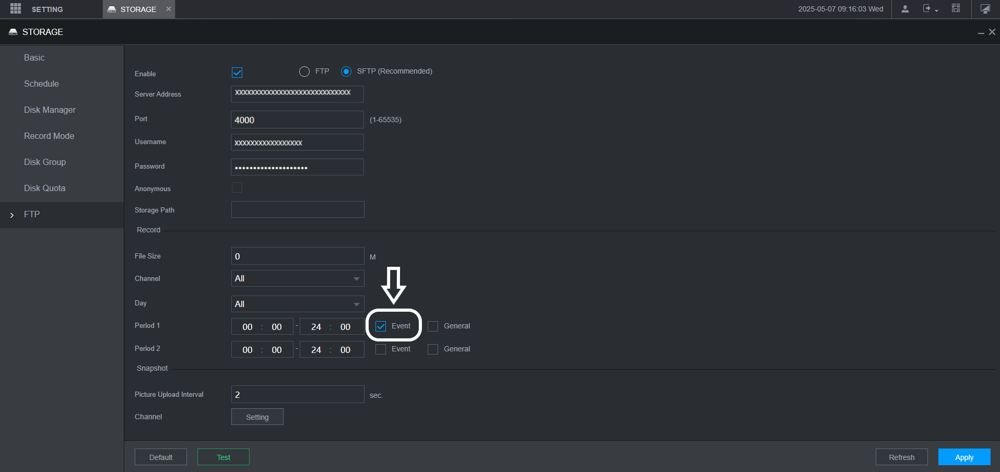 SETTING STORAGE × 2025-05-07 09:16:03 Wed
STORAGE
Basic
Schedule
Disk Manager
Record Mode
Disk Group
Disk Quota
FTP
Enable FTP SFTP (Recommended)
Server Address XXXXXXXXXXXXXXXXXXXXXXXXXXXXX
Port 4000 (1-65535)
Username XXXXXXXXXXXXXXXXX
Password ••••••••••••••••••••
Anonymous
Storage Path
Record
File Size 0 M
Channel All
Day All
Period 1 00 : 00 - 24 : 00 Event General
Period 2 00 : 00 - 24 : 00 Event General
Snapshot
Picture Upload Interval 2 sec.
Channel Setting
Default Test Refresh Apply